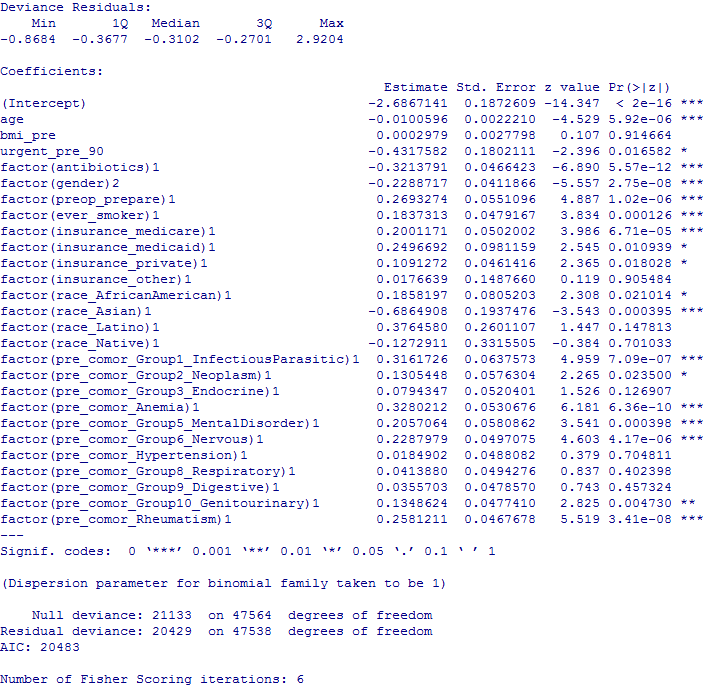 Deviance Residuals:
Min 1Q Median 3Q Max
-0.8684 -0.3677 -0.3102 -0.2701 2.9204
Coefficients:
Estimate Std. Error z value Pr(>|z|)
(Intercept) -2.6867141 0.1872609 -14.347 < 2e-16 ***
age -0.0100596 0.0022210 -4.529 5.92e-06 ***
bmi_pre 0.0002979 0.0027798 0.107 0.914664
urgent_pre_90 -0.4317582 0.1802111 -2.396 0.016582 *
factor(antibiotics)1 -0.3213791 0.0466423 -6.890 5.57e-12 ***
factor(gender)2 -0.2288717 0.0411866 -5.557 2.75e-08 ***
factor(preop_prepare)1 0.2693274 0.0551096 4.887 1.02e-06 ***
factor(ever_smoker)1 0.1837313 0.0479167 3.834 0.000126 ***
factor(insurance_medicare)1 0.2001171 0.0502002 3.986 6.71e-05 ***
factor(insurance_medicaid)1 0.2496692 0.0981159 2.545 0.010939 *
factor(insurance_private)1 0.1091272 0.0461416 2.365 0.018028 *
factor(insurance_other)1 0.0176639 0.1487660 0.119 0.905484
factor(race_AfricanAmerican)1 0.1858197 0.0805203 2.308 0.021014 *
factor(race_Asian)1 -0.6864908 0.1937476 -3.543 0.000395 ***
factor(race_Latino)1 0.3764580 0.2601107 1.447 0.147813
factor(race_Native)1 -0.1272911 0.3315505 -0.384 0.701033
factor(pre_comor_Group1_InfectiousParasitic)1 0.3161726 0.0637573 4.959 7.09e-07 ***
factor(pre_comor_Group2_Neoplasm)1 0.1305448 0.0576304 2.265 0.023500 *
factor(pre_comor_Group3_Endocrine)1 0.0794347 0.0520401 1.526 0.126907
factor(pre_comor_Anemia)1 0.3280212 0.0530676 6.181 6.36e-10 ***
factor(pre_comor_Group5_MentalDisorder)1 0.2057064 0.0580862 3.541 0.000398 ***
factor(pre_comor_Group6_Nervous)1 0.2287979 0.0497075 4.603 4.17e-06 ***
factor(pre_comor_Hypertension)1 0.0184902 0.0488082 0.379 0.704811
factor(pre_comor_Group8_Respiratory)1 0.0413880 0.0494276 0.837 0.402398
factor(pre_comor_Group9_Digestive)1 0.0355703 0.0478570 0.743 0.457324
factor(pre_comor_Group10_Genitourinary)1 0.1348624 0.0477410 2.825 0.004730 **
factor(pre_comor_Rheumatism)1 0.2581211 0.0467678 5.519 3.41e-08 ***
---
Signif. codes: 0 ‘***’ 0.001 ‘**’ 0.01 ‘*’ 0.05 ‘.’ 0.1 ‘ ’ 1
(Dispersion parameter for binomial family taken to be 1)
Null deviance: 21133 on 47564 degrees of freedom
Residual deviance: 20429 on 47538 degrees of freedom
AIC: 20483
Number of Fisher Scoring iterations: 6